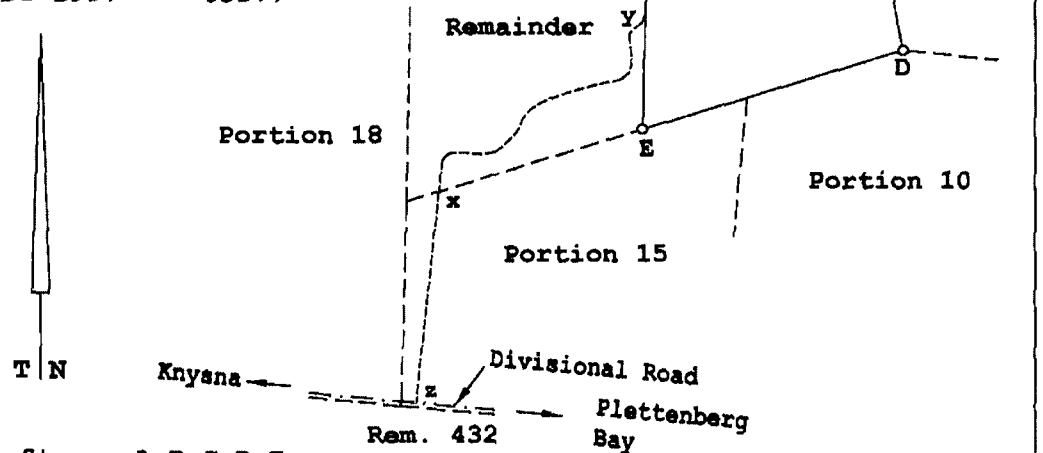 Remainder
y
D
Portion 18
E
Portion 10
x
Portion 15
T N
Knysna
z
Divisional Road
Plettenberg
Bay
Rem. 432